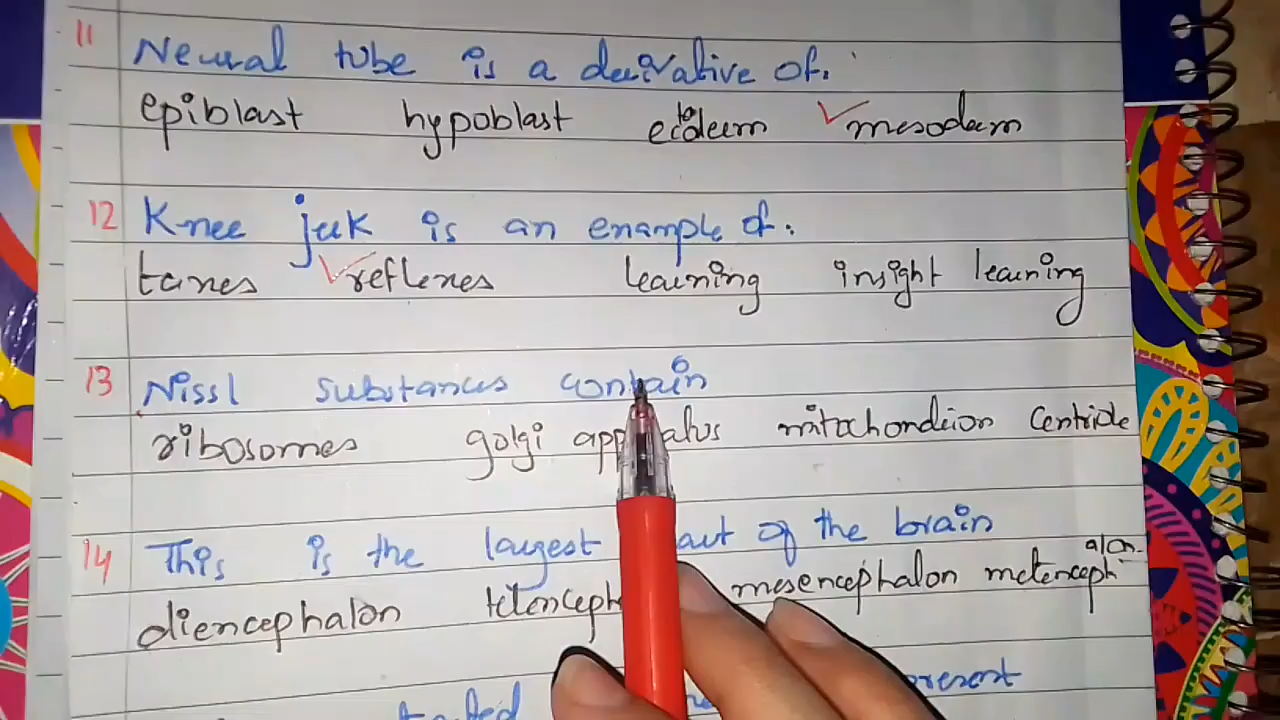 11 Neural tube is a derivative of.
epiblast hypoblast ectoderm ✓mesoderm
12 Knee jerk is an example of.
taxes ✓reflexes learning insight learning
13 Nissl substances contain
ribosomes golgi apparatus mitochondrion Centriole
14 This is the largest part of the brain
diencephalon mesencephalon metencephalon
present